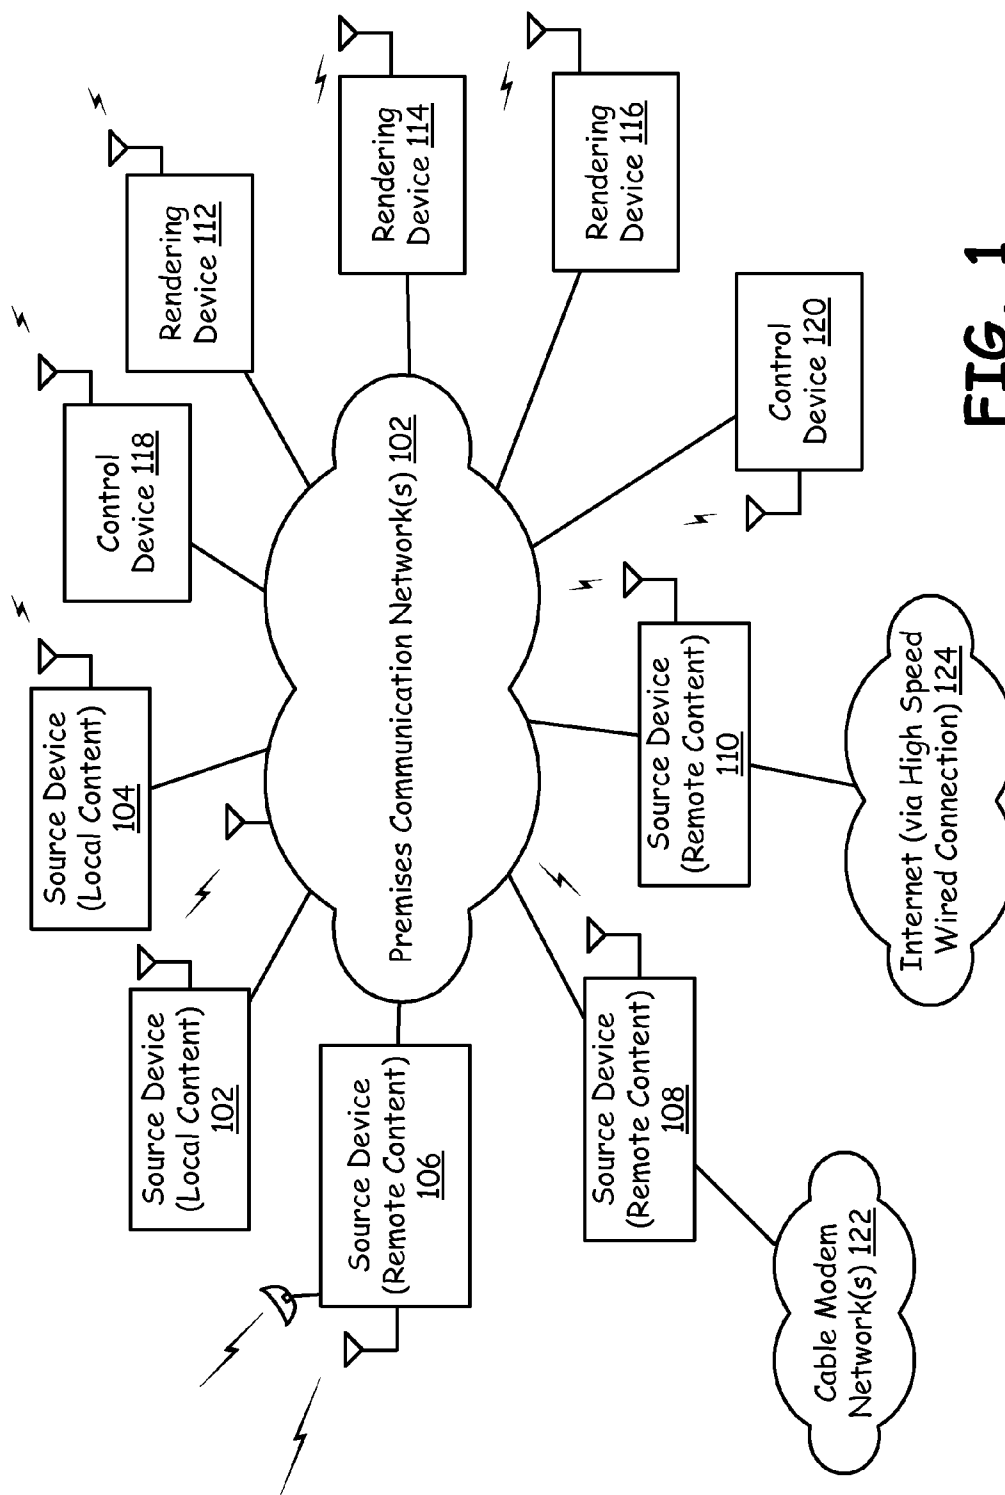 Source Device
(Local Content)
102
Source Device
(Local Content)
104
Control
Device 118
Rendering
Device 112
Rendering
Device 114
Rendering
Device 116
Premises Communication Network(s) 102
Source Device
(Remote Content)
106
Source Device
(Remote Content)
108
Source Device
(Remote Content)
110
Control
Device 120
Cable Modem
Network(s) 122
Internet (via High Speed
Wired Connection) 124
FIG. 1